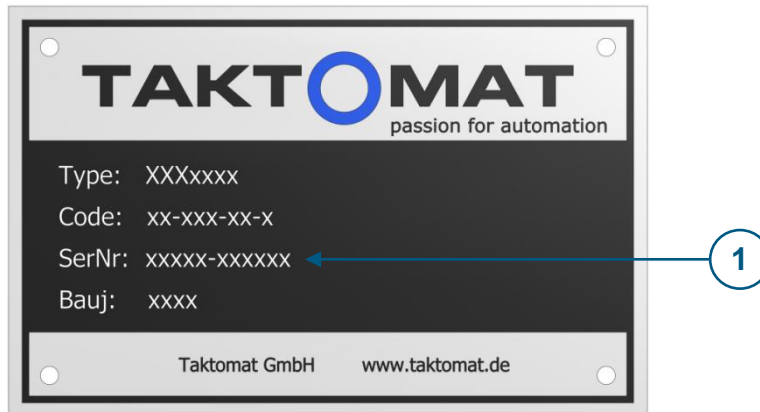 TAKTOMAT
passion for automation
Type: XXXxxxx
Code: xx-xxx-xx-x
SerNr: xxxxx-xxxxxx
1
Bauj: xxxx
Taktomat GmbH www.taktomat.de